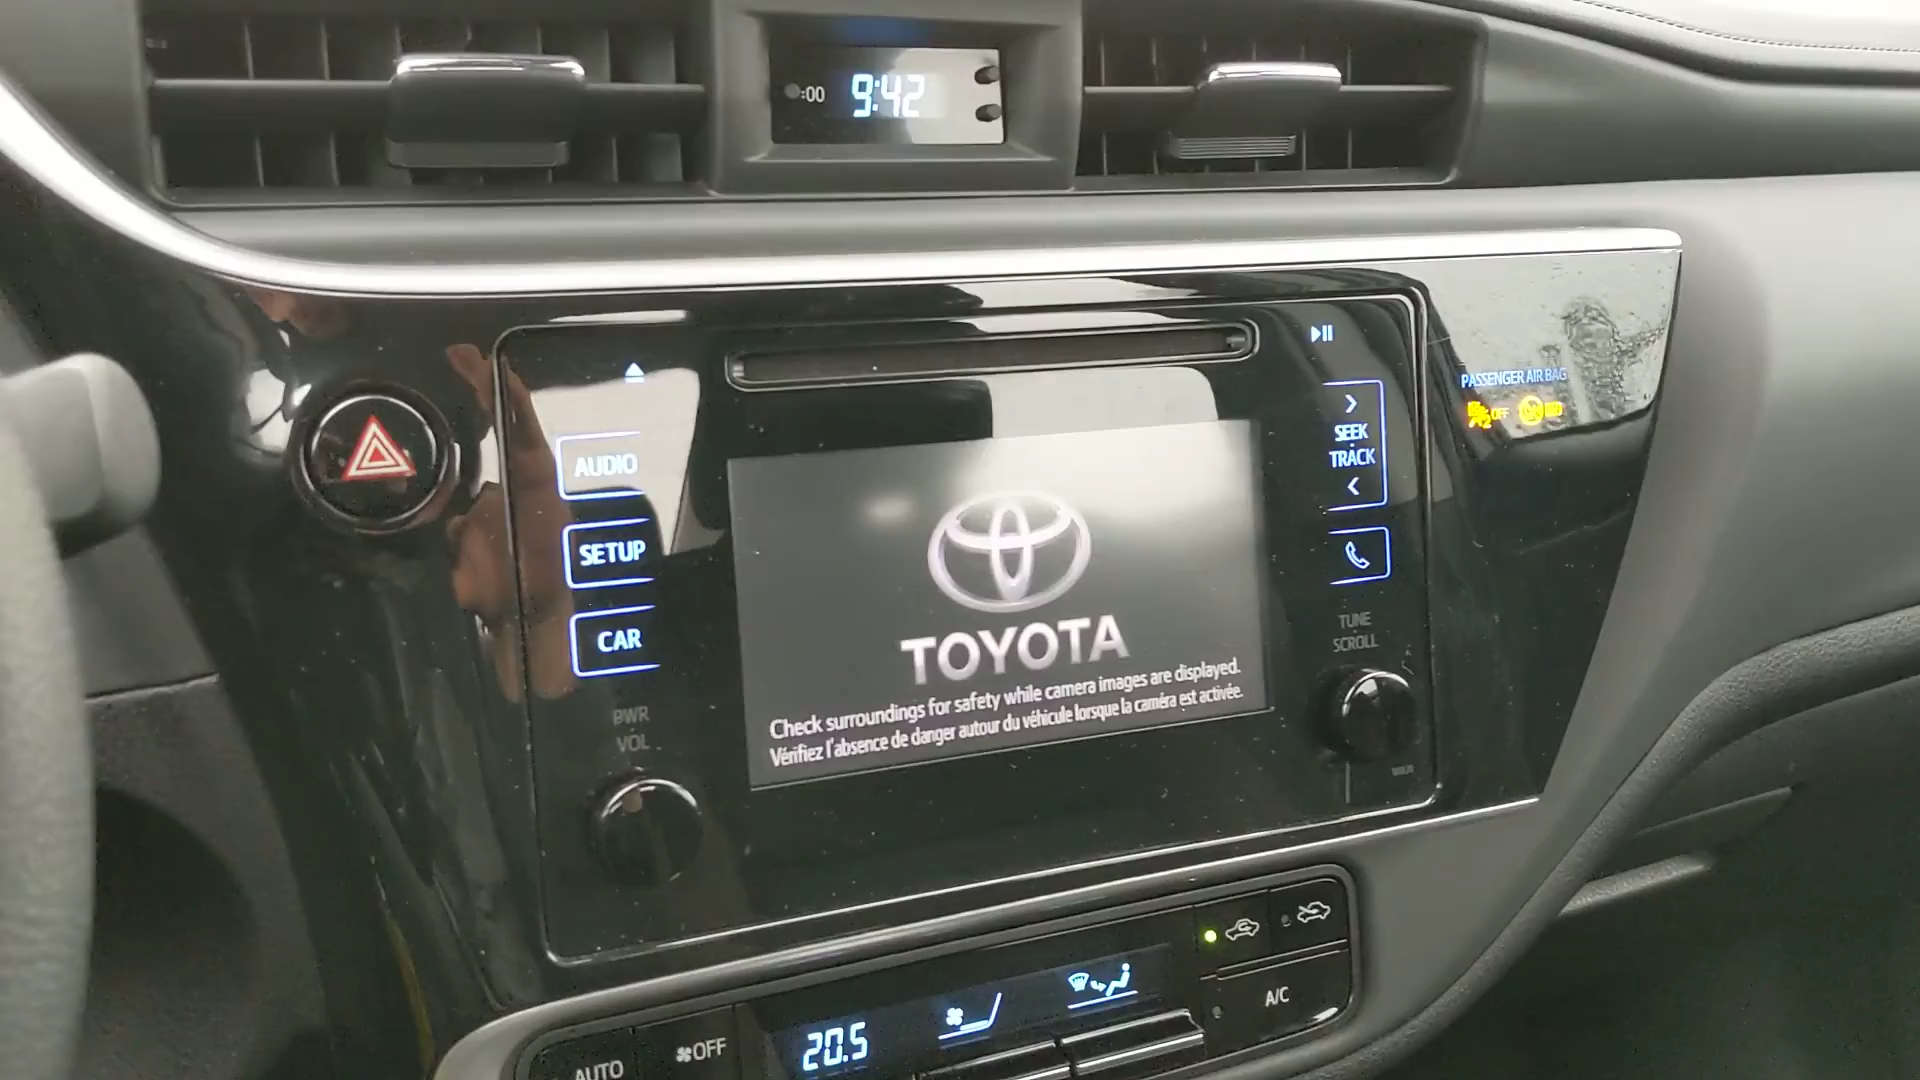 :00
9:42
AUDIO
SETUP
CAR
PWR
VOL
TOYOTA
Check surroundings for safety while camera images are displayed.
Vérifiez l'absence de danger autour du véhicule lorsque la caméra est activée.
SEEK
TRACK
TUNE
SCROLL
PASSENGER AIR BAG
OFF
20.5
A/C
AUTO
OFF